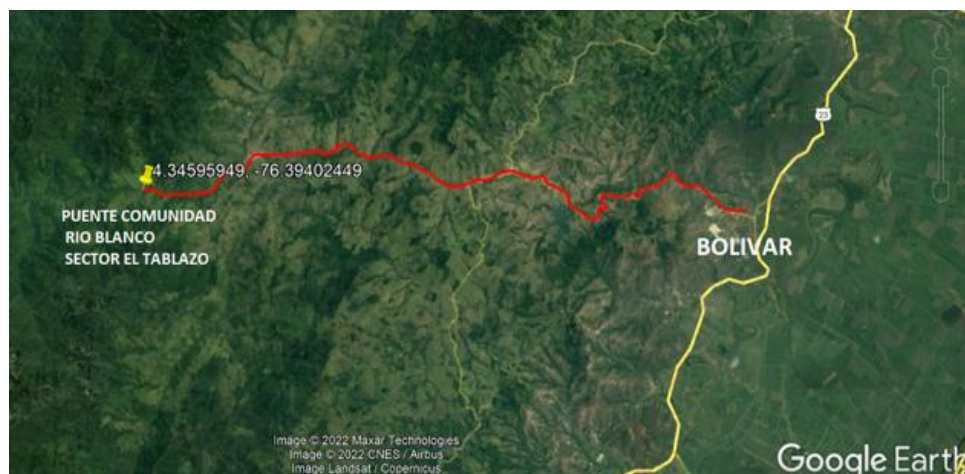 23
4.34595949, -76.39402449
PUENTE COMUNIDAD
RIO BLANCO
SECTOR EL TABLAZO
BOLIVAR
Image © 2022 Maxar Technologies
Image © 2022 CNES / Airbus
Image Landsat / Copernicus
Google Earth